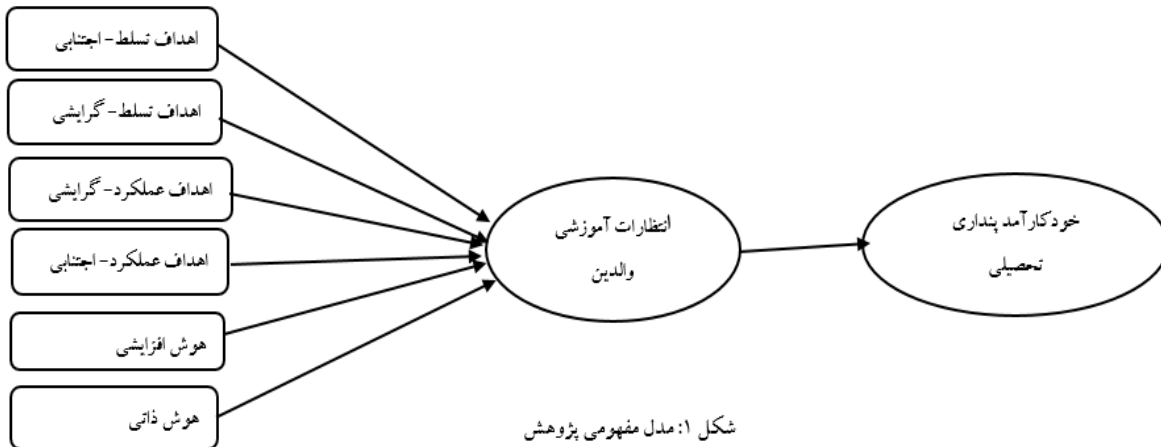 اهداف تسلط- اجتنابی
اهداف تسلط- گرایشی
اهداف عملکرد- گرایشی
اهداف عملکرد- اجتنابی
هوش افزایشی
هوش ذاتی
انتظارات آموزشی
والدین
خودکارآمد پنداری
تحصیلی
شکل ۱: مدل مفهومی پژوهش